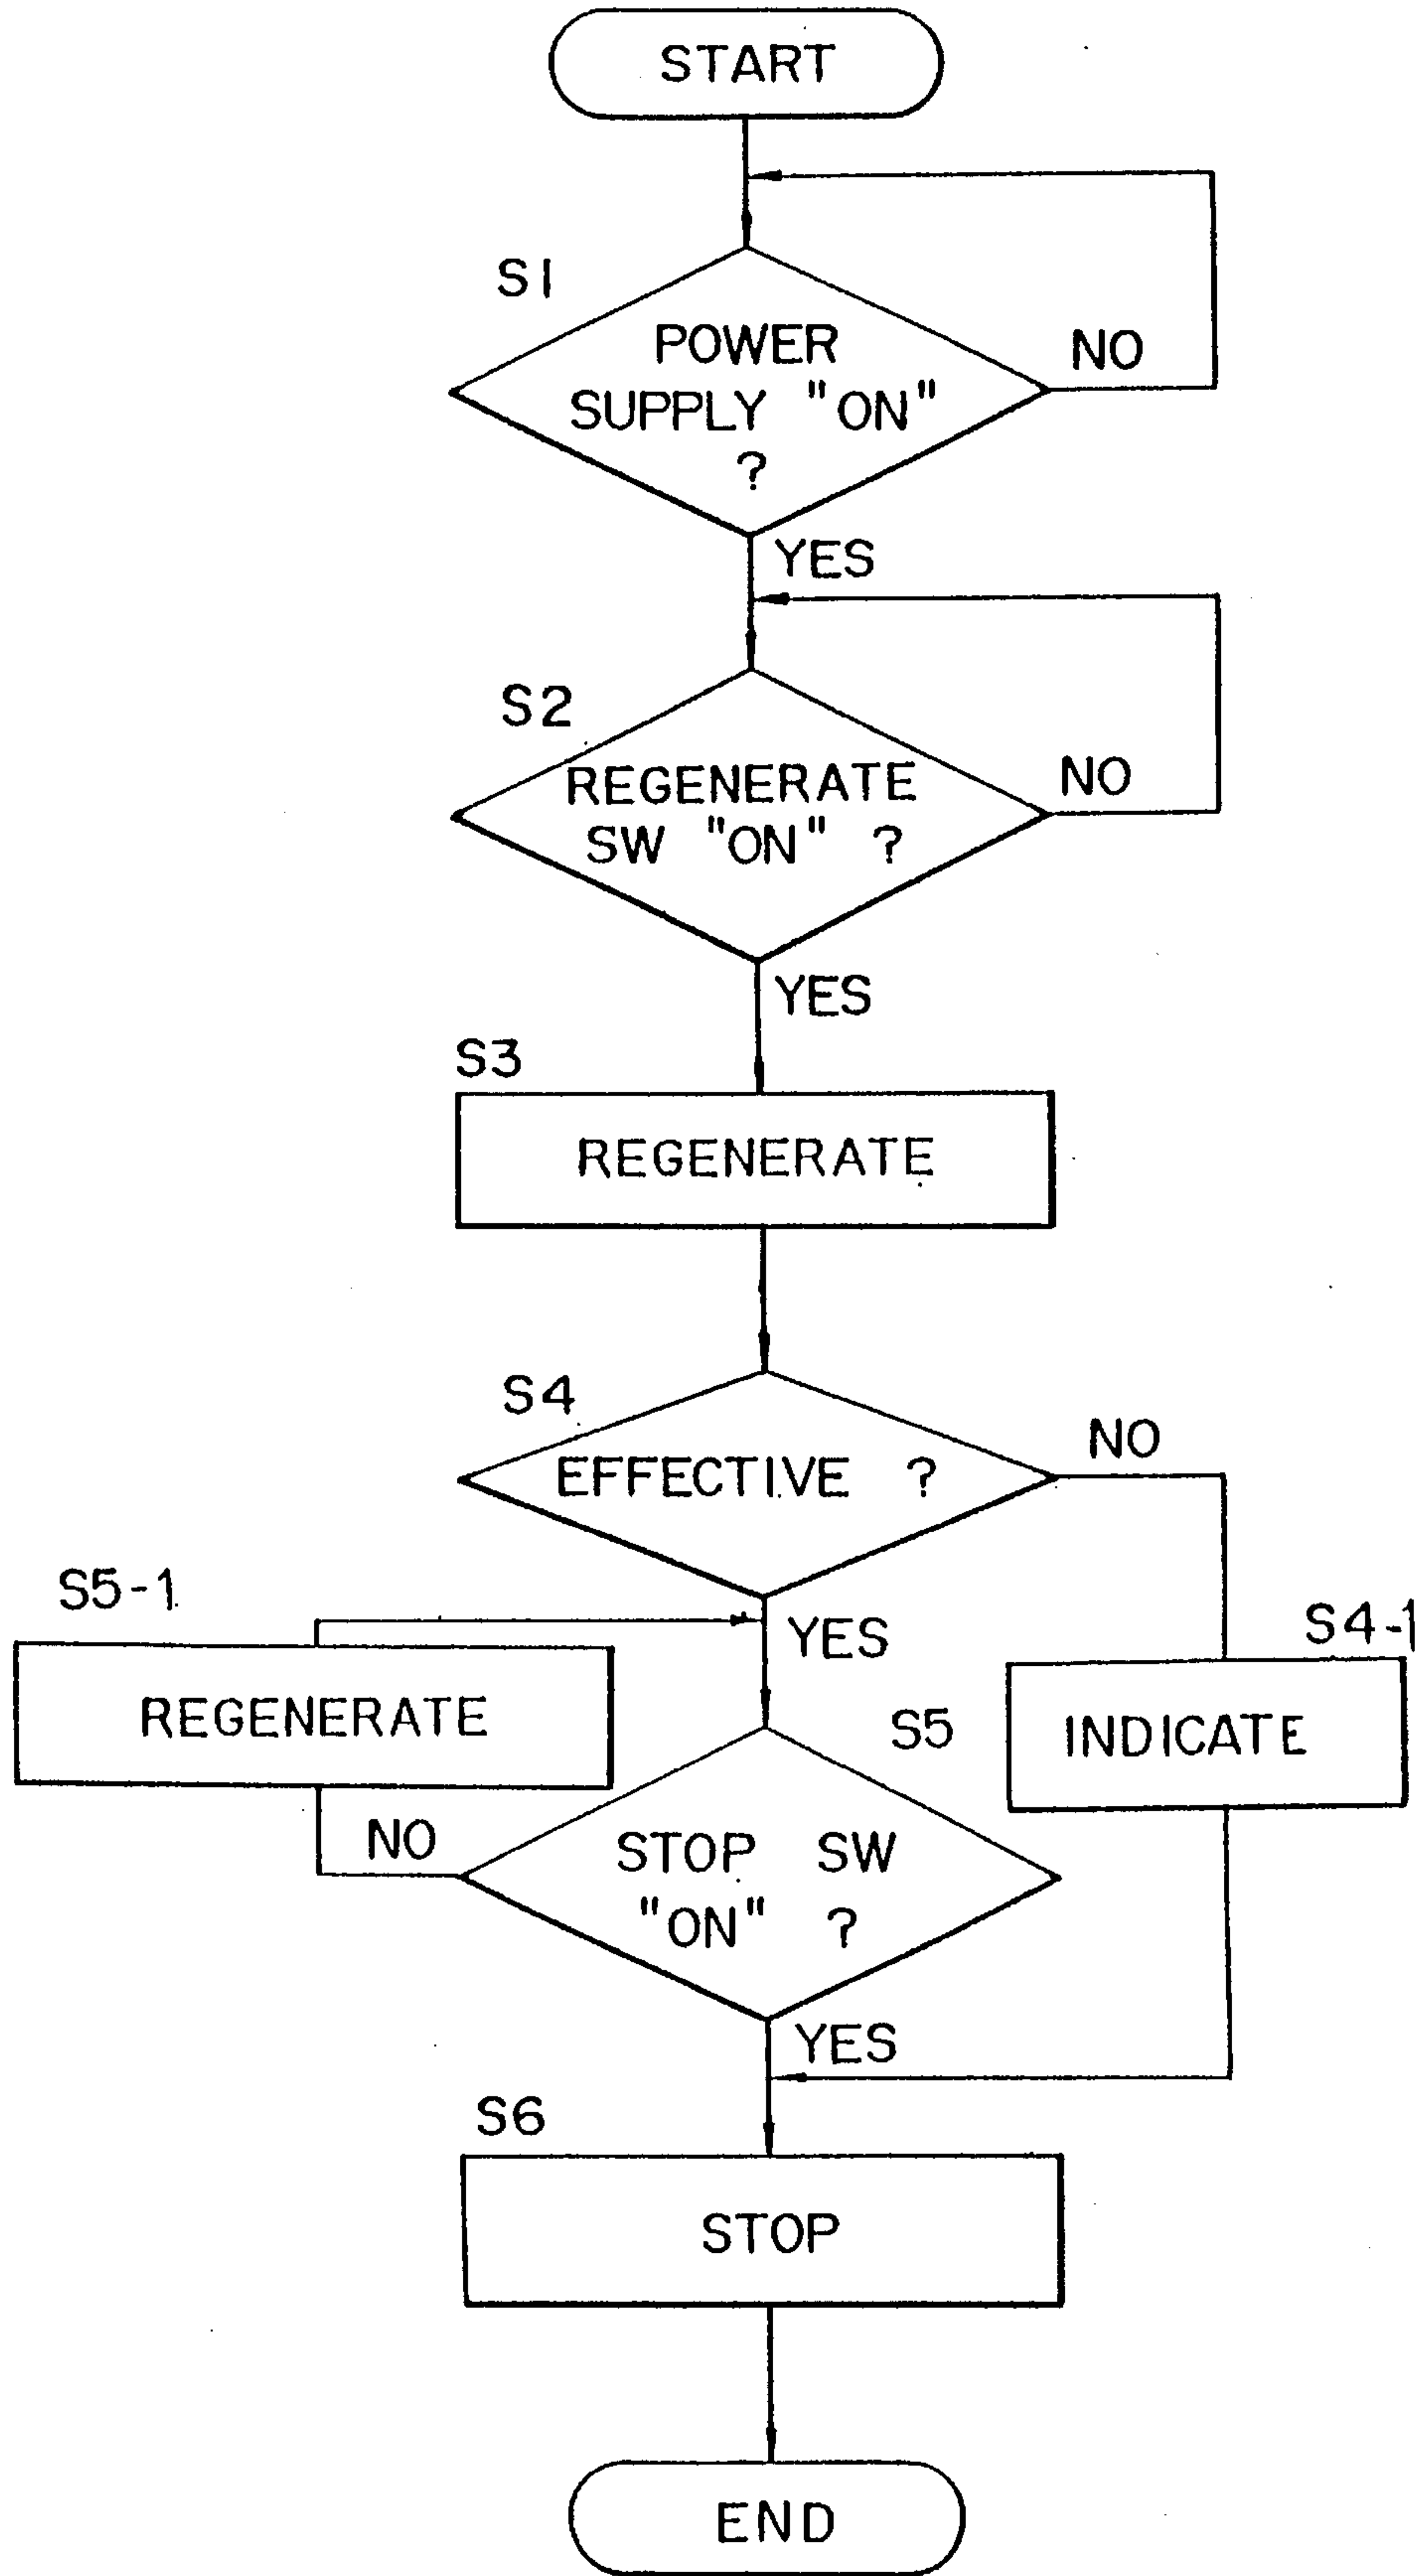 START
S1
POWER
SUPPLY "ON"
?
NO
YES
S2
REGENERATE
SW "ON" ?
NO
YES
S3
REGENERATE
S4
EFFECTIVE ?
NO
S5-1
YES
S4-1
REGENERATE
S5
INDICATE
NO
STOP SW
"ON" ?
YES
S6
STOP
END